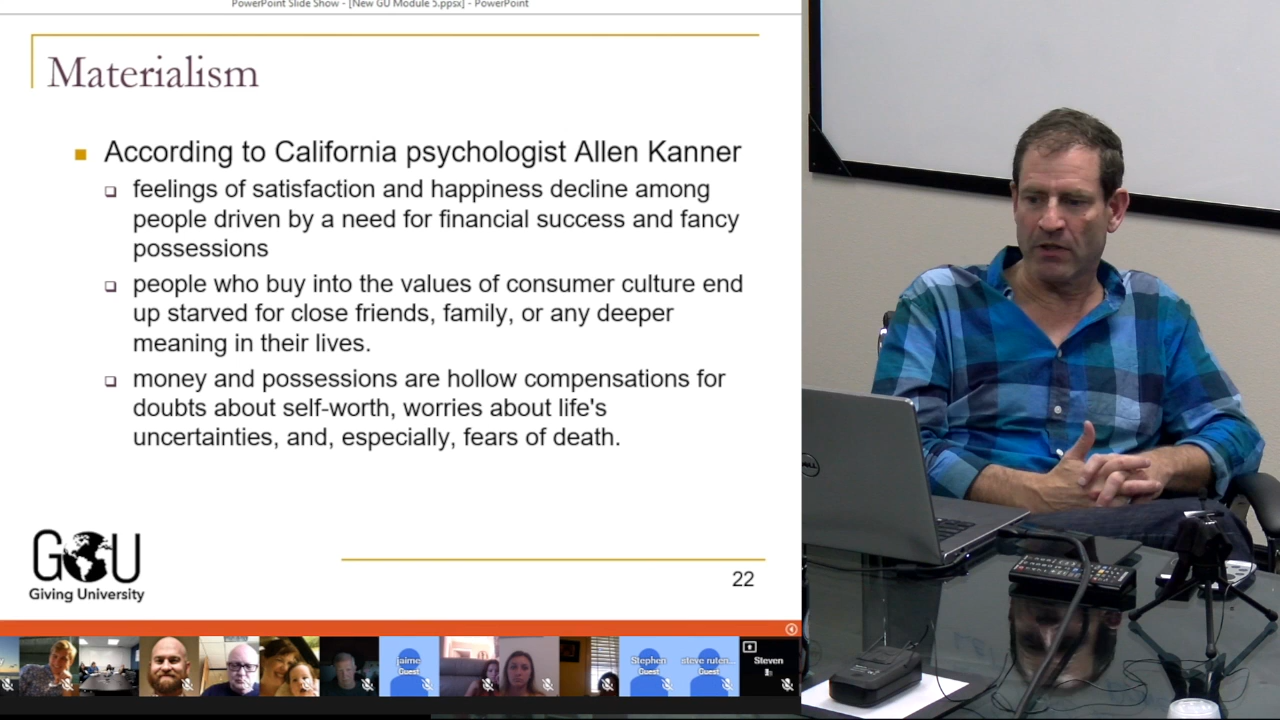 PowerPoint Slide Show - [New GU Module 5.ppsx] - PowerPoint
Materialism
According to California psychologist Allen Kanner
feelings of satisfaction and happiness decline among
people driven by a need for financial success and fancy
possessions
people who buy into the values of consumer culture end
up starved for close friends, family, or any deeper
meaning in their lives.
money and possessions are hollow compensations for
doubts about self-worth, worries about life's
uncertainties, and, especially, fears of death.
GU
Giving University
22
jaime
Guest
Stephen
Guest
steve ruten...
Guest
Steven
DELL